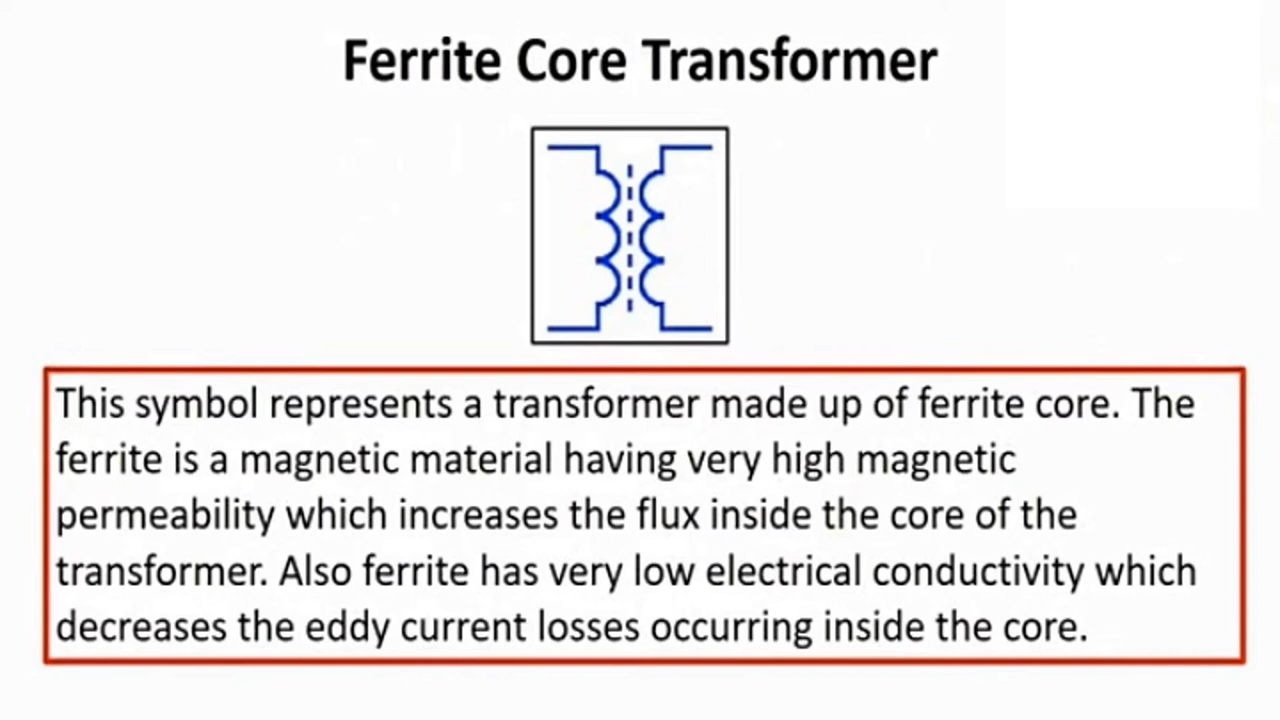 Ferrite Core Transformer
This symbol represents a transformer made up of ferrite core. The
ferrite is a magnetic material having very high magnetic
permeability which increases the flux inside the core of the
transformer. Also ferrite has very low electrical conductivity which
decreases the eddy current losses occurring inside the core.